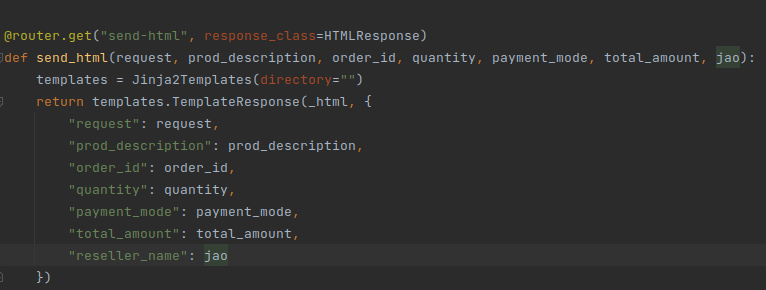 @router.get("send-html", response_class=HTMLResponse)
def send_html(request, prod_description, order_id, quantity, payment_mode, total_amount, jao):
    templates = Jinja2Templates(directory="")
    return templates.TemplateResponse(_html, {
        "request": request,
        "prod_description": prod_description,
        "order_id": order_id,
        "quantity": quantity,
        "payment_mode": payment_mode,
        "total_amount": total_amount,
        "reseller_name": jao
    })